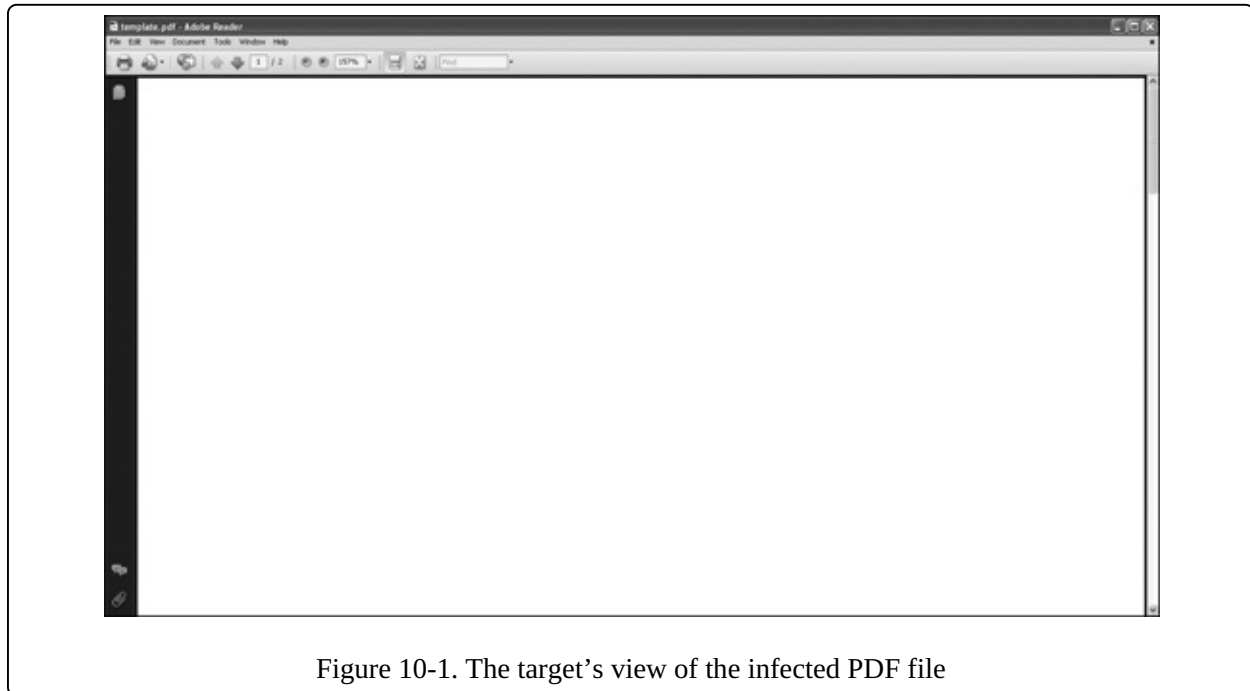 template.pdf - Adobe Reader
File Edit View Document Tools Window Help
1 / 2 157% Find
Figure 10-1. The target’s view of the infected PDF file